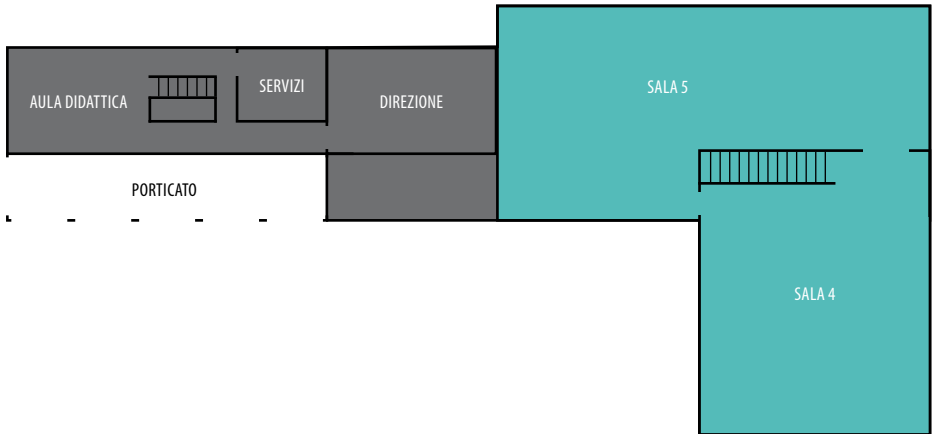 SERVIZI
SALA 5
AULA DIDATTICA
DIREZIONE
PORTICATO
SALA 4